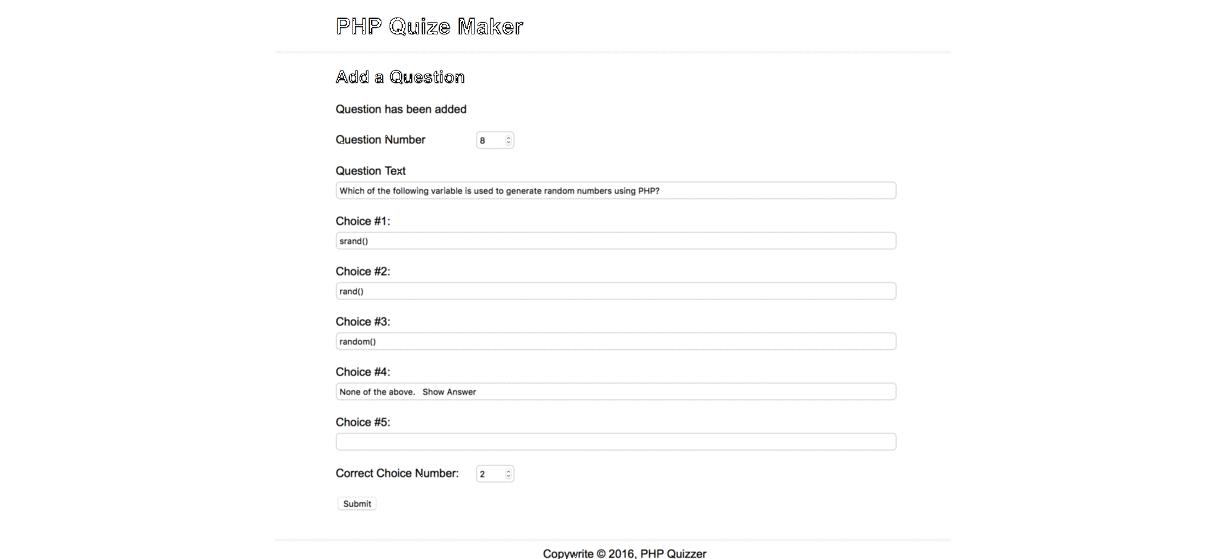 PHP Quize Maker
Add a Question
Question has been added
Question Number 8
Question Text
Which of the following variable is used to generate random numbers using PHP?
Choice #1:
srand()
Choice #2:
rand()
Choice #3:
random()
Choice #4:
None of the above. Show Answer
Choice #5:
Correct Choice Number: 2
Submit
Copywrite © 2016, PHP Quizzer